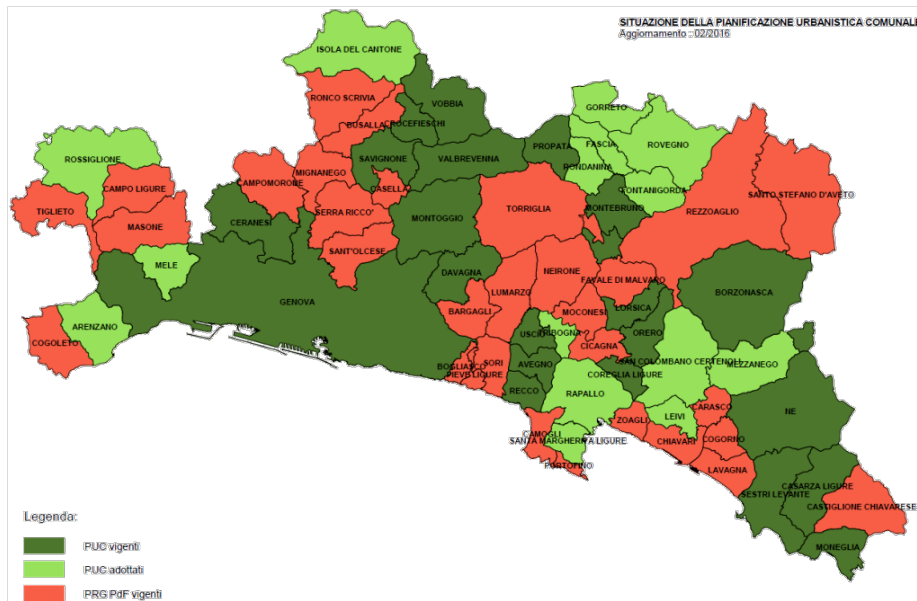 SITUAZIONE DELLA PIANIFICAZIONE URBANISTICA COMUNALE
Aggiornamento : 02/2016
ISOLA DEL CANTONE
RONCO SCRIVIA
VOBBIA
GORRETO
BUSALLA
CROCEFIESCHI
ROSSIGLIONE
FASCIA
ROVEGNO
PROPATA
SAVIGNONE
VALBREVENNA
RONDANINA
MIGNANEGO
CAMPOMORONE
CAMPO LIGURE
CASELLA
FONTANIGORDA
SANTO STEFANO D'AVETO
TIGLIETO
MONTEBRUNO
REZZOAGLIO
TORRIGLIA
SERRA RICCO'
MONTOGGIO
CERANESI
MASONE
SANT'OLCESE
MELE
DAVAGNA
NEIRONE
FAVALE DI MALVARO
LUMARZO
BORZONASCA
GENOVA
LORSICA
BARGAGLI
MOCONESI
ARENZANO
USCIO
TRIBOGNA
ORERO
COGOLETO
CICAGNA
SAN COLOMBANO CERTENOLI
SORI
AVEGNO
MEZZANEGO
BOGLIASCO
PIEVE LIGURE
COREGLIA LIGURE
RECCO
RAPALLO
CARASCO
LEIVI
ZOAGLI
NE
CAMOGLI
SANTA MARGHERITA LIGURE
CHIAVARI
COGORNO
PORTOFINO
LAVAGNA
CASARZA LIGURE
SESTRI LEVANTE
CASTIGLIONE CHIAVARESE
MONEGLIA
Legenda:
PUC vigenti
PUC adottati
PRG PdF vigenti